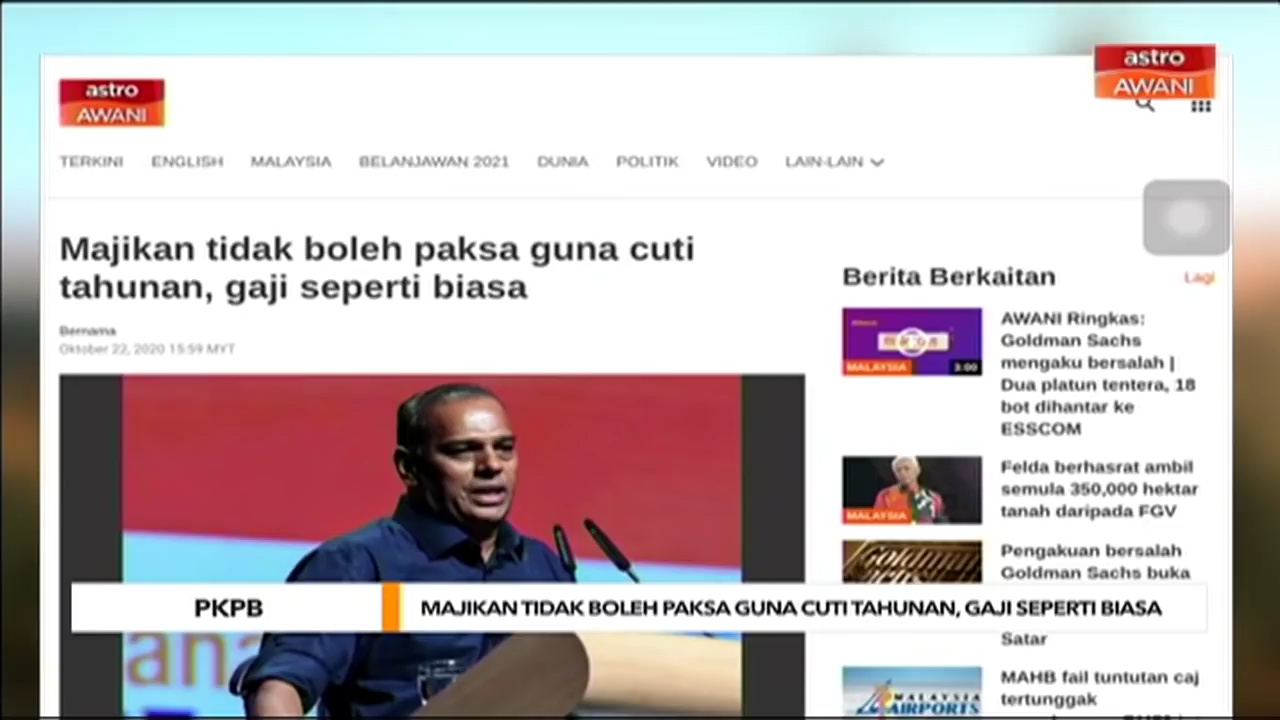 astro
AWANI
astro
AWANI
TERKINI ENGLISH MALAYSIA BELANJAWAN 2021 DUNIA POLITIK VIDEO LAIN-LAIN
Majikan tidak boleh paksa guna cuti
tahunan, gaji seperti biasa
Bernama
Oktober 22, 2020 15:59 MYT
Berita Berkaitan
Lagi
MALAYSIA
3:00
AWANI Ringkas:
Goldman Sachs
mengaku bersalah |
Dua platun tentera, 18
bot dihantar ke
ESSCOM
MALAYSIA
Felda berhasrat ambil
semula 350,000 hektar
tanah daripada FGV
Pengakuan bersalah
Goldman Sachs buka
Satar
MALAYSIA
AIRPORTS
MAHB fail tuntutan caj
tertunggak
ana
PKPB
MAJIKAN TIDAK BOLEH PAKSA GUNA CUTI TAHUNAN, GAJI SEPERTI BIASA